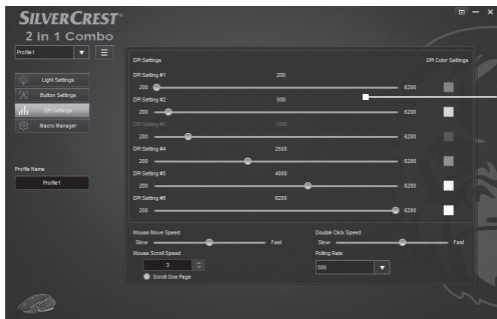 SILVERCREST®
2 in 1 Combo
Profile1
Light Settings
Button Settings
DPI Settings
Macro Manager
Profile Name
Profile1
DPI Settings DPI Color Settings
DPI Setting #1 200
200 6200
DPI Setting #2 500
200 6200
DPI Setting #3
200 6200
DPI Setting #4 2500
200 6200
DPI Setting #5 4000
200 6200
DPI Setting #6 6200
200 6200
Mouse Move Speed Double Click Speed
Slow Fast Slow Fast
Mouse Scroll Speed Polling Rate
3 500
Scroll One Page